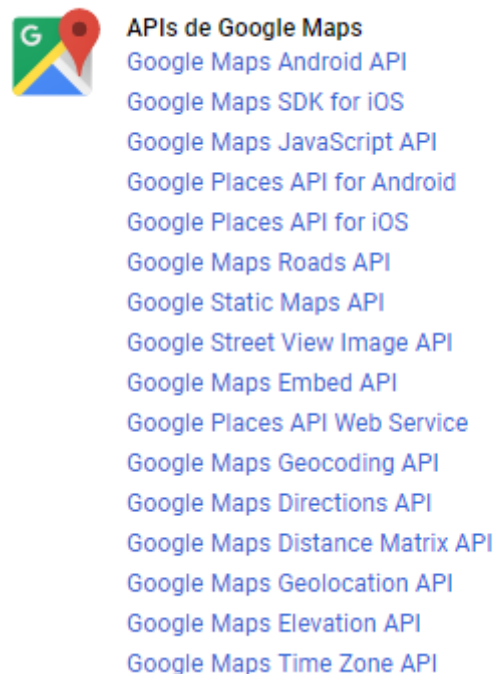 G
APIs de Google Maps
Google Maps Android API
Google Maps SDK for iOS
Google Maps JavaScript API
Google Places API for Android
Google Places API for iOS
Google Maps Roads API
Google Static Maps API
Google Street View Image API
Google Maps Embed API
Google Places API Web Service
Google Maps Geocoding API
Google Maps Directions API
Google Maps Distance Matrix API
Google Maps Geolocation API
Google Maps Elevation API
Google Maps Time Zone API